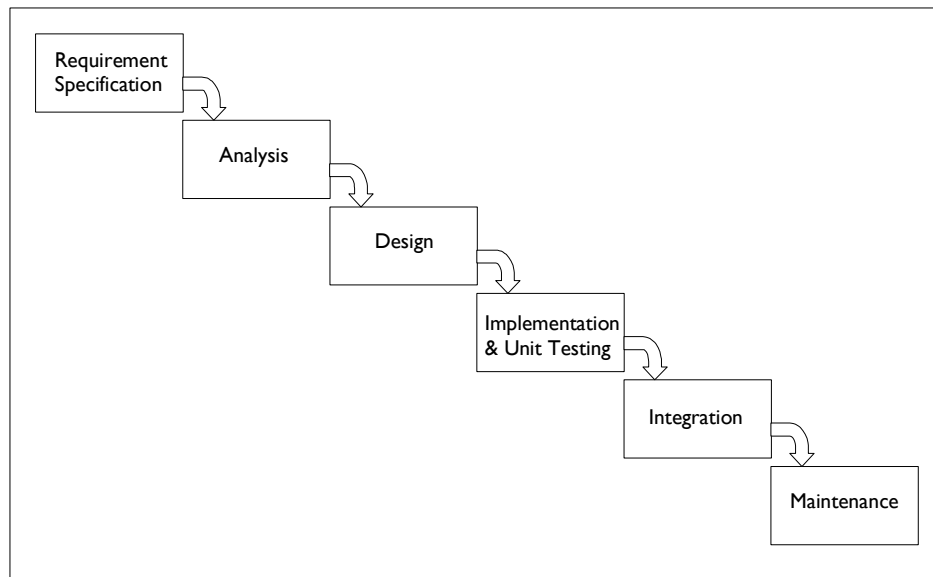 Requirement
Specification
Analysis
Design
Implementation
& Unit Testing
Integration
Maintenance